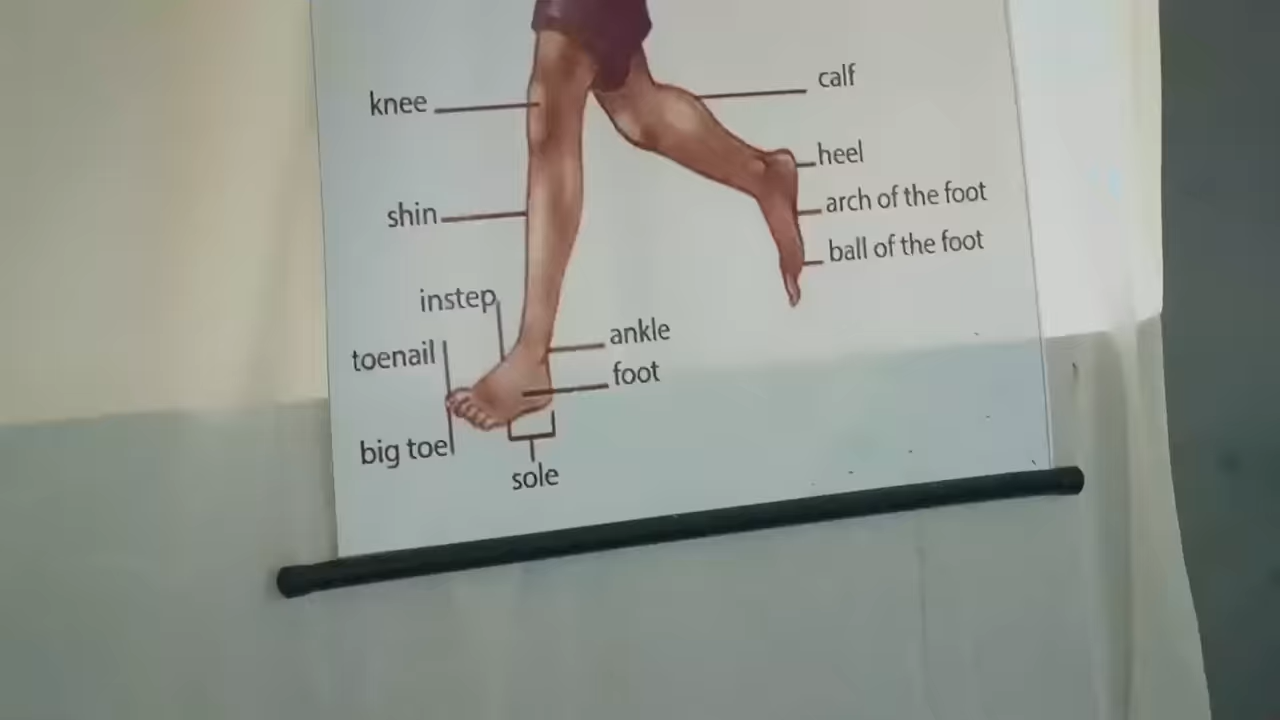 knee
calf
heel
arch of the foot
shin
ball of the foot
instep
ankle
toenail
foot
big toe
sole